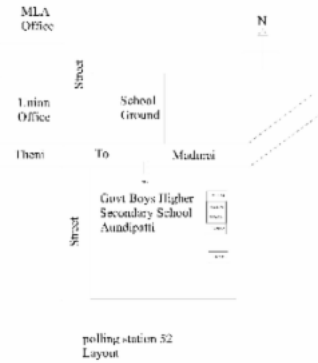 MLA
Office
N
Street
Union
Office
School
Ground
Theni To Madurai
Govt Boys Higher
Secondary School
Aundipatti
Street
polling station 52
Layout